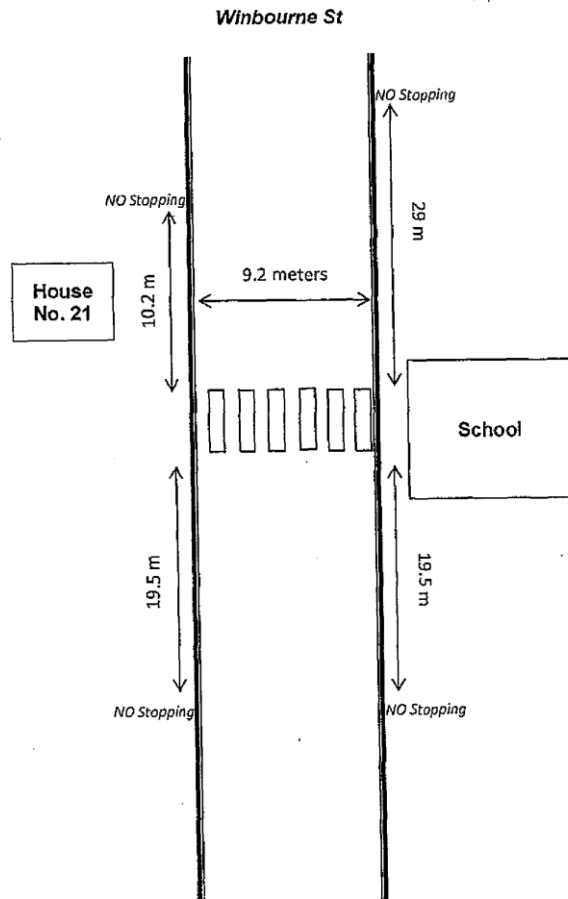 Winbourne St
NO Stopping
NO Stopping
29 m
10.2 m
9.2 meters
House
No. 21
School
19.5 m
19.5 m
NO Stopping
NO Stopping